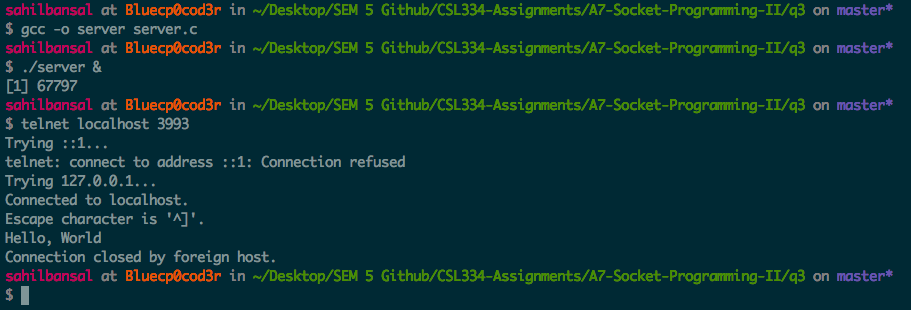 sahilbansal at Bluecp0cod3r in ~/Desktop/SEM 5 Github/CSL334-Assignments/A7-Socket-Programming-II/q3 on master*
$ gcc -o server server.c
sahilbansal at Bluecp0cod3r in ~/Desktop/SEM 5 Github/CSL334-Assignments/A7-Socket-Programming-II/q3 on master*
$ ./server &
[1] 67797
sahilbansal at Bluecp0cod3r in ~/Desktop/SEM 5 Github/CSL334-Assignments/A7-Socket-Programming-II/q3 on master*
$ telnet localhost 3993
Trying ::1...
telnet: connect to address ::1: Connection refused
Trying 127.0.0.1...
Connected to localhost.
Escape character is '^]'.
Hello, World
Connection closed by foreign host.
sahilbansal at Bluecp0cod3r in ~/Desktop/SEM 5 Github/CSL334-Assignments/A7-Socket-Programming-II/q3 on master*
$